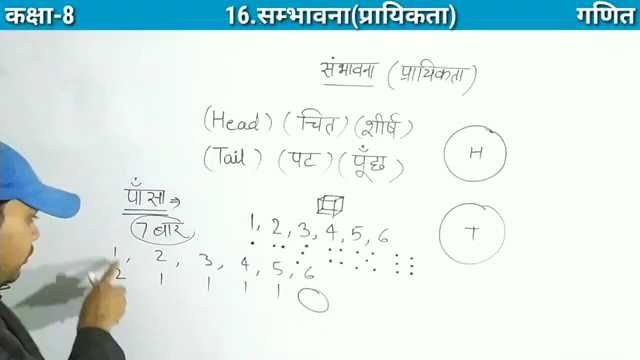 कक्षा-8 16.सम्भावना(प्रायिकता) गणित
संभावना (प्रायिकता)
(Head) (चित) (शीर्ष)
H
(Tail) (पट) (पूँछ)
पाँसा ⇒
7 बार
1, 2, 3, 4, 5, 6
T
1, 2, 3, 4, 5, 6
2 1 1 1 1